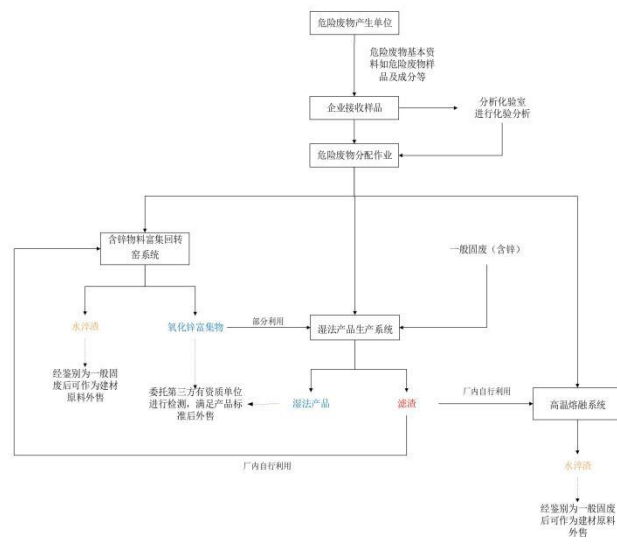 危险废物产生单位
危险废物基本资
料如危险废物样
品及成分等
企业接收样品
分析化验室
进行化验分析
危险废物分配作业
含锌物料富集回转
窑系统
一般固废（含锌）
水淬渣
氧化锌富集物
部分利用
湿法产品生产系统
经鉴别为一般固
废后可作为建材
原料外售
委托第三方有资质单位
进行检测，满足产品标
准后外售
湿法产品
滤渣
厂内自行利用
高温熔融系统
厂内自行利用
水淬渣
经鉴别为一般固废
后可作为建材原料
外售